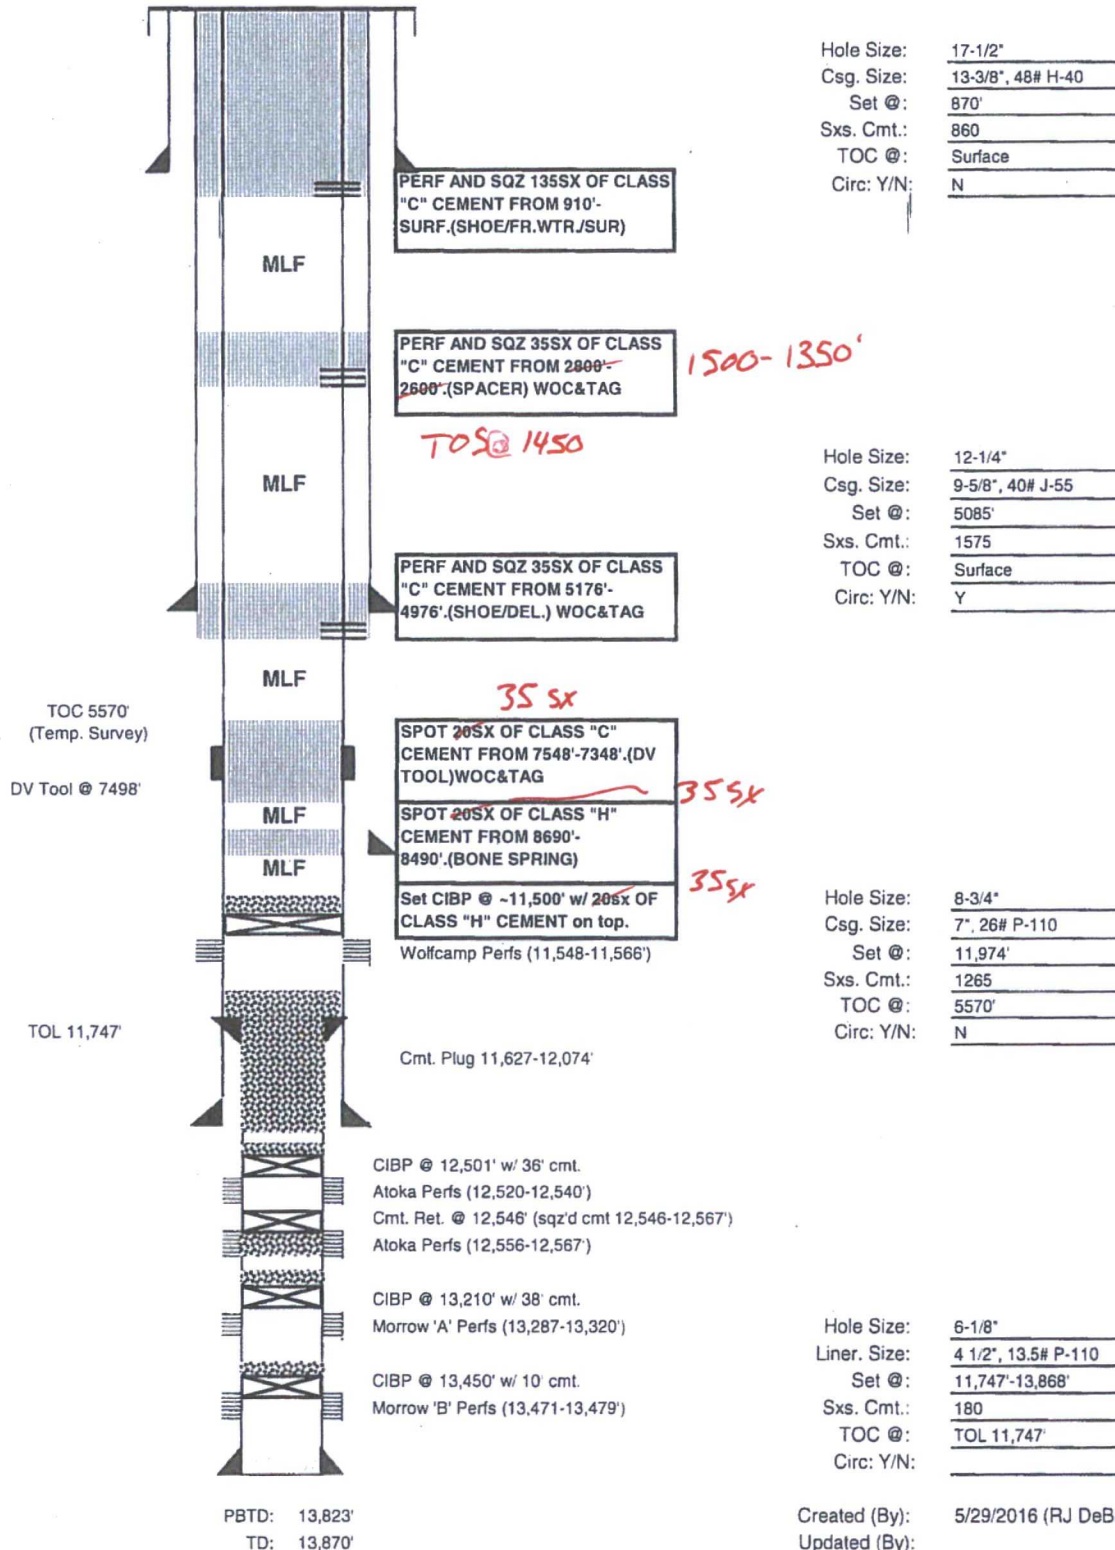 Hole Size: 17-1/2"
Csg. Size: 13-3/8", 48# H-40
Set @: 870'
Sxs. Cmt.: 860
TOC @: Surface
Circ: Y/N: N
PERF AND SQZ 135SX OF CLASS
"C" CEMENT FROM 910'-
SURF.(SHOE/FR.WTR./SUR)
MLF
PERF AND SQZ 35SX OF CLASS
"C" CEMENT FROM 2800'-
2600'.(SPACER) WOC&TAG
1500-1350'
TOS@ 1450
MLF
Hole Size: 12-1/4"
Csg. Size: 9-5/8", 40# J-55
Set @: 5085'
Sxs. Cmt.: 1575
TOC @: Surface
Circ: Y/N: Y
PERF AND SQZ 35SX OF CLASS
"C" CEMENT FROM 5176'-
4976'.(SHOE/DEL.) WOC&TAG
MLF
TOC 5570'
(Temp. Survey)
DV Tool @ 7498'
35 sx
SPOT 20SX OF CLASS "C"
CEMENT FROM 7548'-7348'.(DV
TOOL)WOC&TAG
MLF
35 sx
SPOT 20SX OF CLASS "H"
CEMENT FROM 8690'-
8490'.(BONE SPRING)
MLF
35 sx
Set CIBP @ ~11,500' w/ 20sx OF
CLASS "H" CEMENT on top.
Wolfcamp Perfs (11,548-11,566')
Hole Size: 8-3/4"
Csg. Size: 7", 26# P-110
Set @: 11,974'
Sxs. Cmt.: 1265
TOC @: 5570'
Circ: Y/N: N
TOL 11,747'
Cmt. Plug 11,627-12,074'
CIBP @ 12,501' w/ 36' cmt.
Atoka Perfs (12,520-12,540')
Cmt. Ret. @ 12,546' (sqz'd cmt 12,546-12,567')
Atoka Perfs (12,556-12,567')
CIBP @ 13,210' w/ 38' cmt.
Morrow 'A' Perfs (13,287-13,320')
CIBP @ 13,450' w/ 10' cmt.
Morrow 'B' Perfs (13,471-13,479')
Hole Size: 6-1/8"
Liner. Size: 4 1/2", 13.5# P-110
Set @: 11,747'-13,868'
Sxs. Cmt.: 180
TOC @: TOL 11,747'
Circ: Y/N:
PBTD: 13,823'
TD: 13,870'
Created (By): 5/29/2016 (RJ DeB
Updated (By):